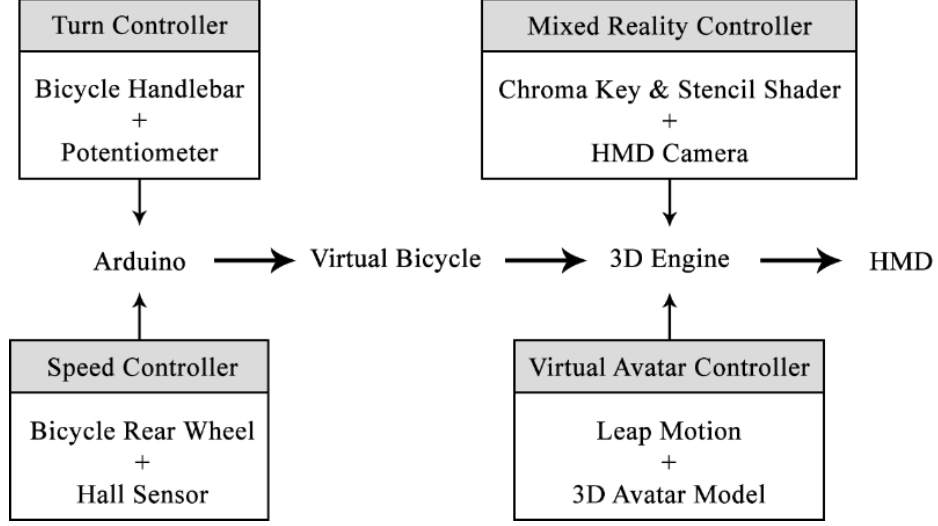 Turn Controller
Bicycle Handlebar
+
Potentiometer
Mixed Reality Controller
Chroma Key & Stencil Shader
+
HMD Camera
Arduino
Virtual Bicycle
3D Engine
HMD
Speed Controller
Bicycle Rear Wheel
+
Hall Sensor
Virtual Avatar Controller
Leap Motion
+
3D Avatar Model